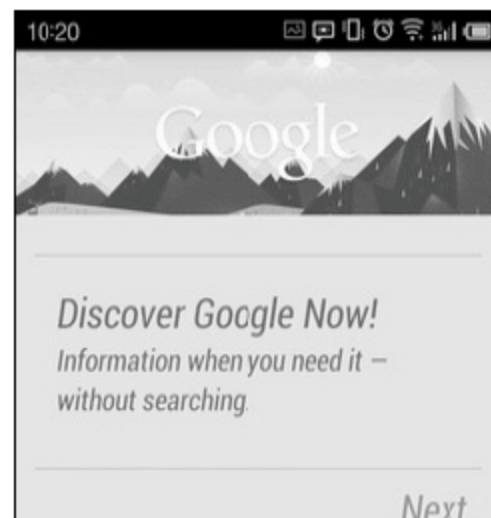 10:20
Google
Discover Google Now!
Information when you need it –
without searching.
Next